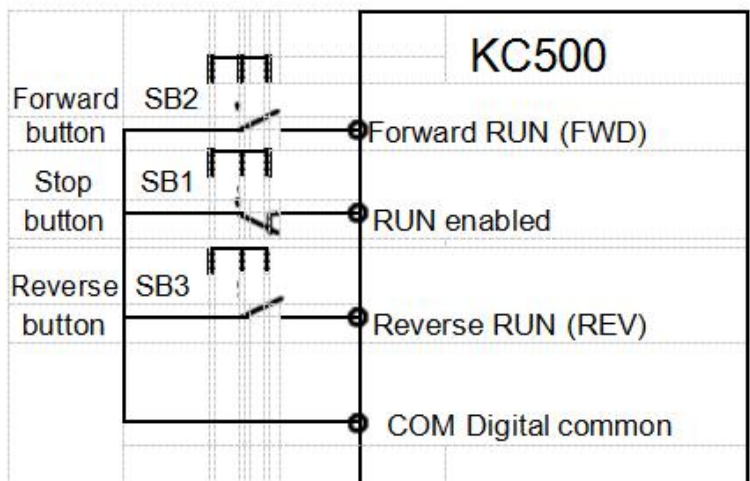 KC500
Forward SB2
button
Forward RUN (FWD)
Stop SB1
button
RUN enabled
Reverse SB3
button
Reverse RUN (REV)
COM Digital common